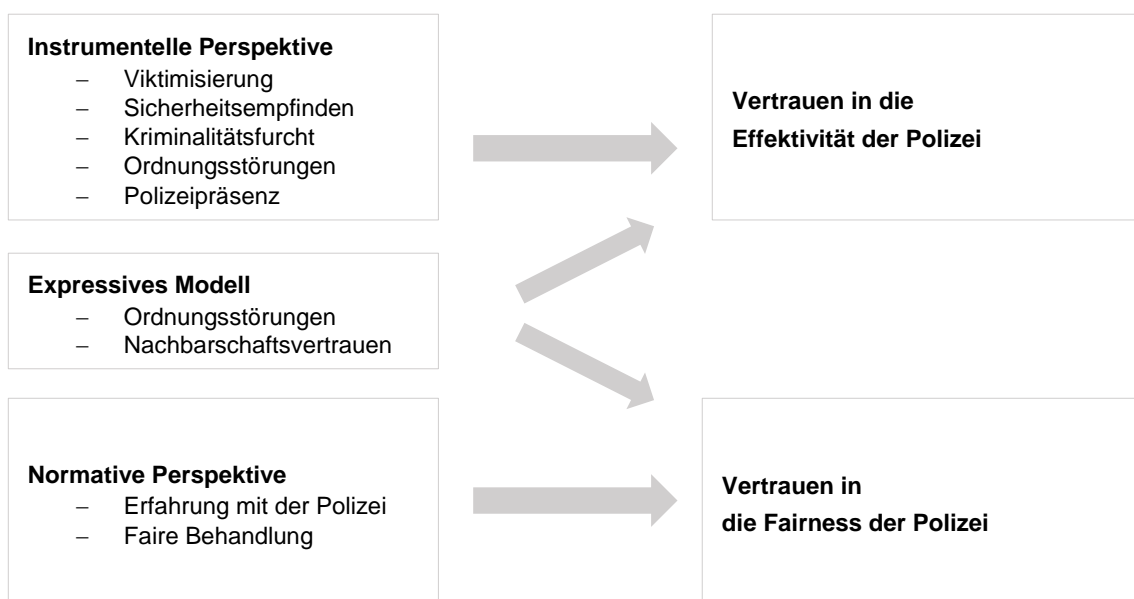 Instrumentelle Perspektive
– Viktimisierung
– Sicherheitsempfinden
– Kriminalitätsfurcht
– Ordnungsstörungen
– Polizeipräsenz
Vertrauen in die
Effektivität der Polizei
Expressives Modell
– Ordnungsstörungen
– Nachbarschaftsvertrauen
Normative Perspektive
– Erfahrung mit der Polizei
– Faire Behandlung
Vertrauen in
die Fairness der Polizei